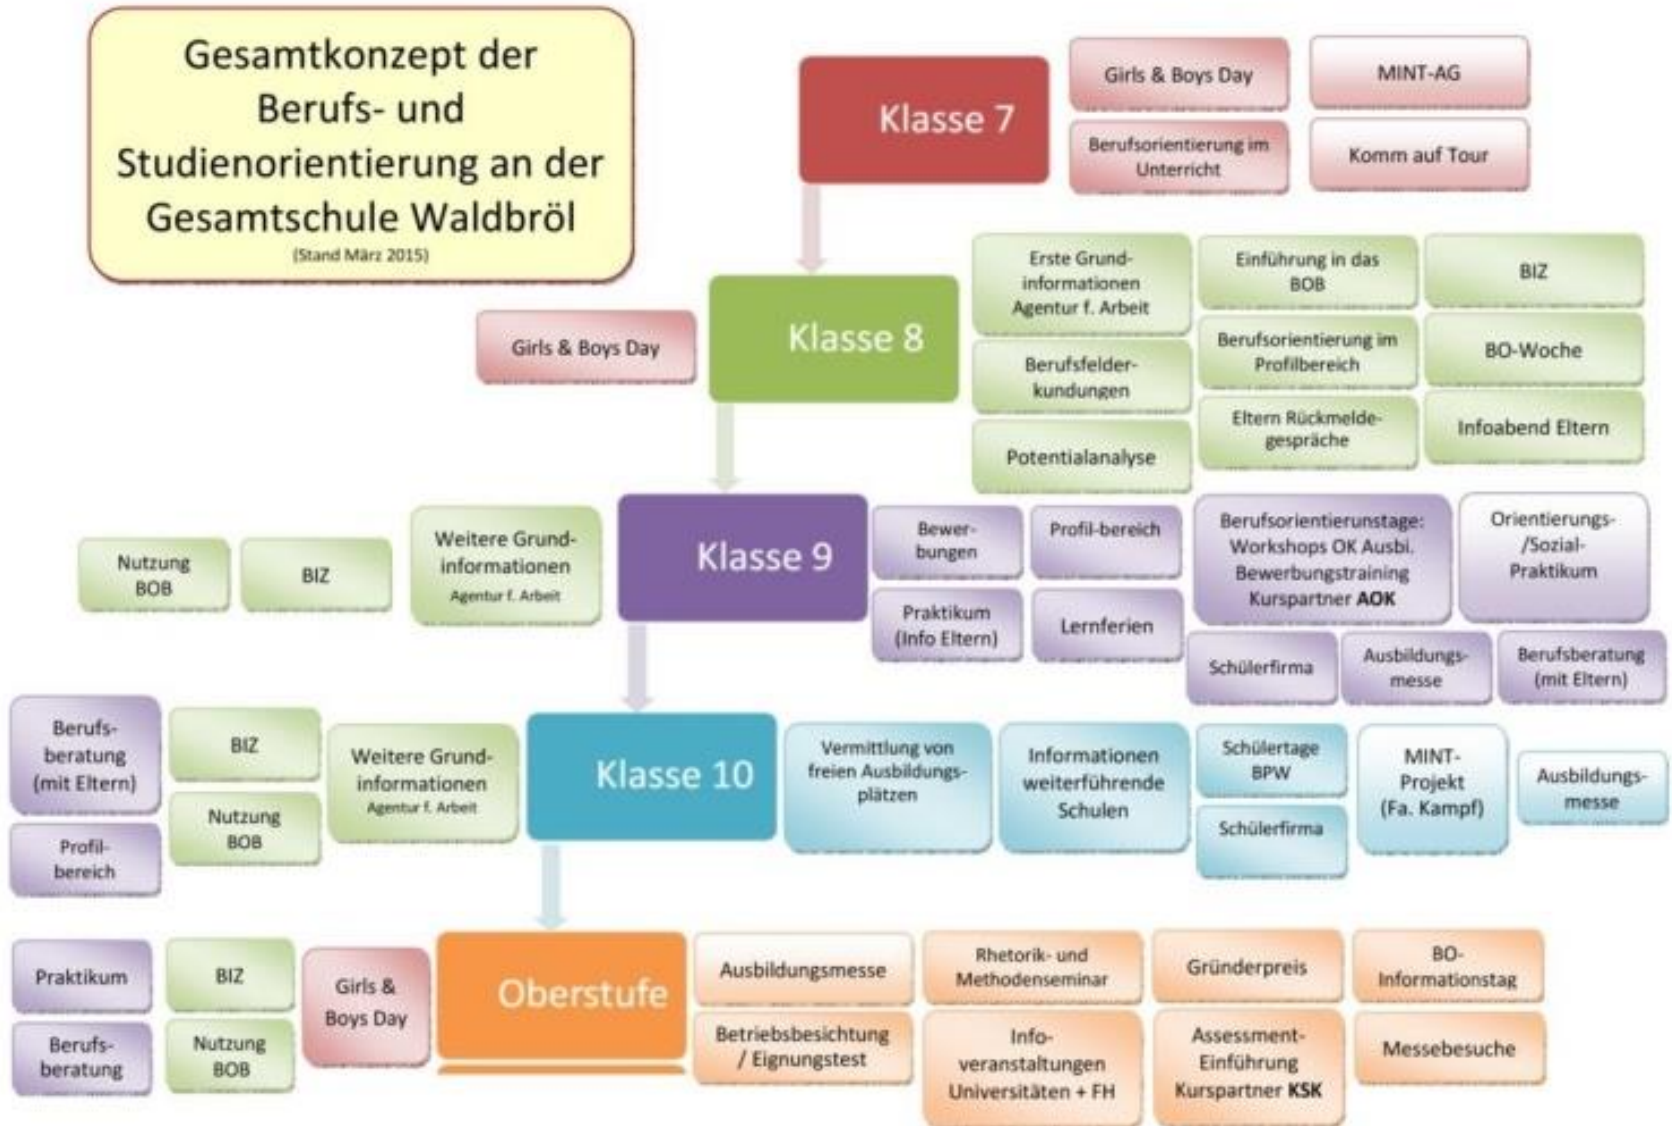 Gesamtkonzept der
Berufs- und
Studienorientierung an der
Gesamtschule Waldbröl
(Stand März 2015)
Klasse 7
Girls & Boys Day
MINT-AG
Berufsorientierung im
Unterricht
Komm auf Tour
Girls & Boys Day
Klasse 8
Erste Grund-
informationen
Agentur f. Arbeit
Einführung in das
BOB
BIZ
Berufsfelder-
kundungen
Berufsorientierung im
Profilbereich
BO-Woche
Potentialanalyse
Eltern Rückmelde-
gespräche
Infoabend Eltern
Nutzung
BOB
BIZ
Weitere Grund-
informationen
Agentur f. Arbeit
Klasse 9
Bewer-
bungen
Profil-bereich
Berufsorientierunstage:
Workshops OK Ausbi.
Bewerbungstraining
Kurspartner AOK
Orientierungs-
/Sozial-
Praktikum
Praktikum
(Info Eltern)
Lernferien
Schülerfirma
Ausbildungs-
messe
Berufsberatung
(mit Eltern)
Berufs-
beratung
(mit Eltern)
Profil-
bereich
BIZ
Nutzung
BOB
Weitere Grund-
informationen
Agentur f. Arbeit
Klasse 10
Vermittlung von
freien Ausbildungs-
plätzen
Informationen
weiterführende
Schulen
Schülertage
BPW
Schülerfirma
MINT-
Projekt
(Fa. Kampf)
Ausbildungs-
messe
Praktikum
Berufs-
beratung
BIZ
Nutzung
BOB
Girls &
Boys Day
Oberstufe
Ausbildungsmesse
Rhetorik- und
Methodenseminar
Gründerpreis
BO-
Informationstag
Betriebsbesichtung
/ Eignungstest
Info-
veranstaltungen
Universitäten + FH
Assessment-
Einführung
Kurspartner KSK
Messebesuche